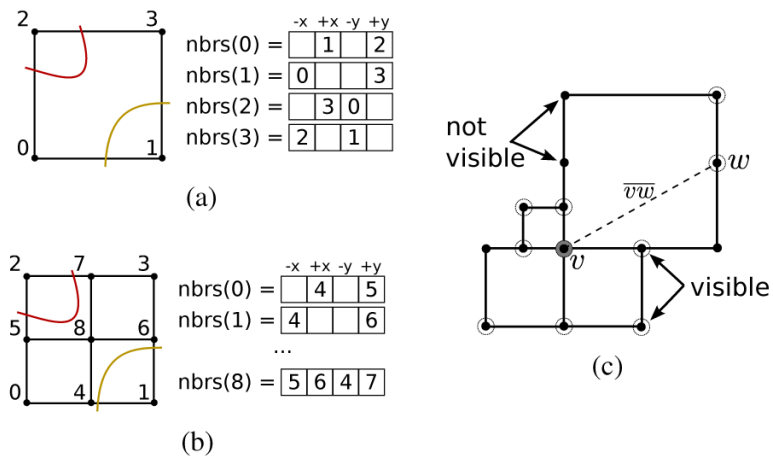 2 3
0 1
-x +x -y +y
nbrs(0) = 1 2
nbrs(1) = 0 3
nbrs(2) = 3 0
nbrs(3) = 2 1
(a)
2 7 3
5 8 6
0 4 1
-x +x -y +y
nbrs(0) = 4 5
nbrs(1) = 4 6
...
nbrs(8) = 5 6 4 7
(b)
not
visible
w
vw
v
visible
(c)